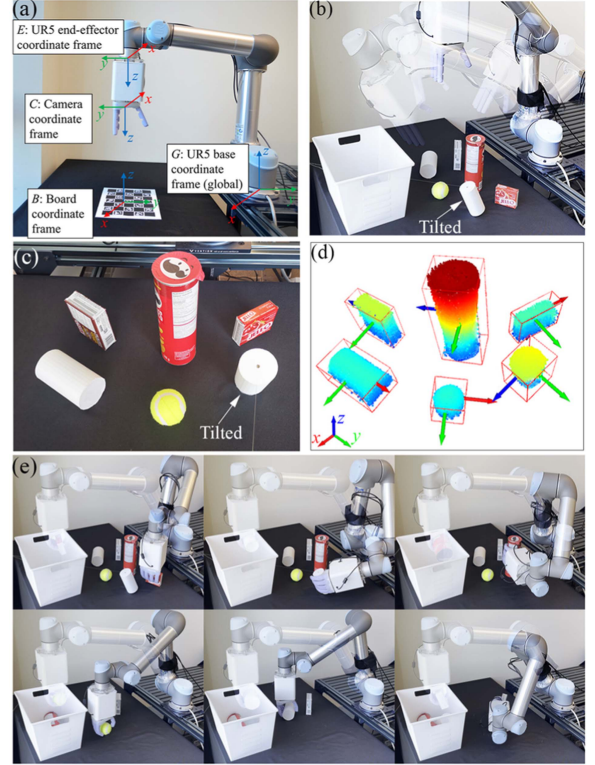 (a)
E: UR5 end-effector
coordinate frame
x
y
z
C: Camera
coordinate
frame
x
y
z
G: UR5 base
coordinate
frame (global)
z
x
B: Board
coordinate
frame
z
x
(b)
Tilted
(c)
Tilted
(d)
z
x
y
(e)